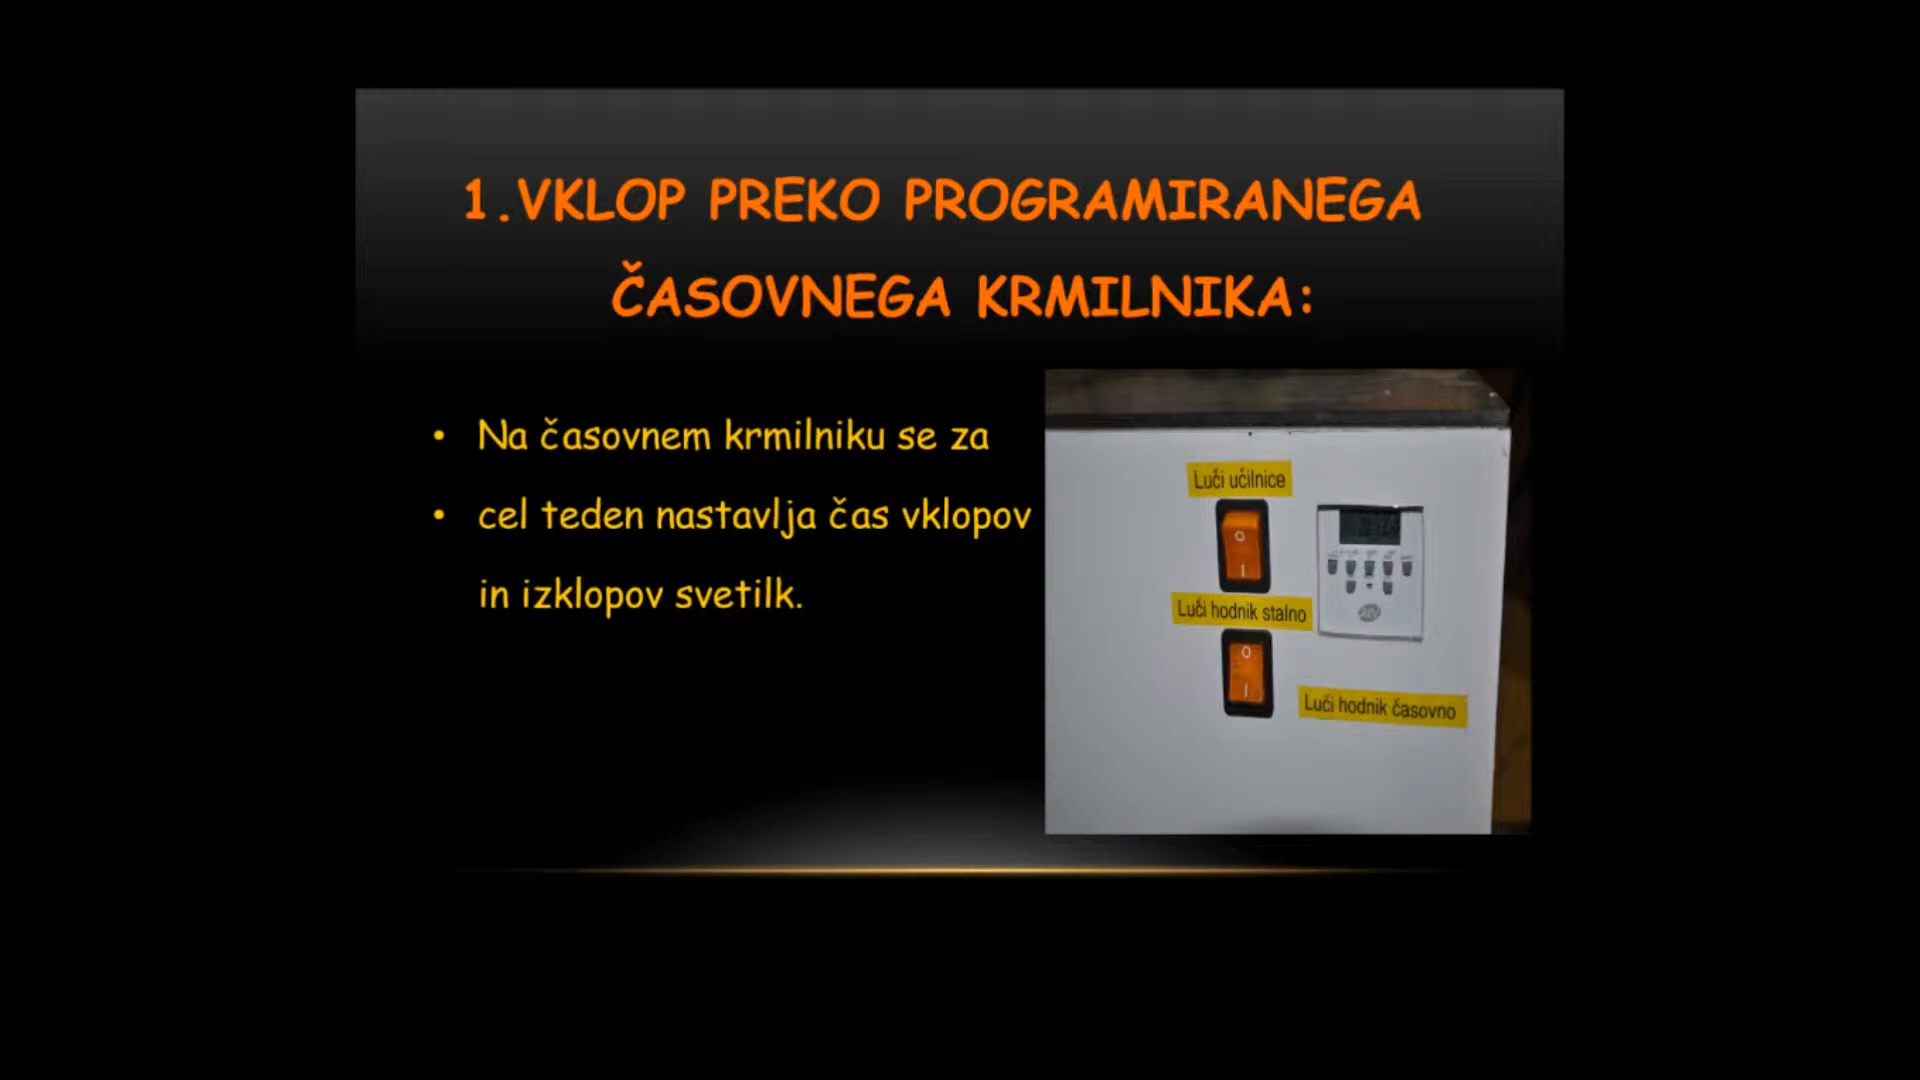 1.VKLOP PREKO PROGRAMIRANEGA
ČASOVNEGA KRMILNIKA:
• Na časovnem krmilniku se za
• cel teden nastavlja čas vklopov
in izklopov svetilk.
Luči učilnice
O
I
Luči hodnik stalno
O
I
Luči hodnik časovno